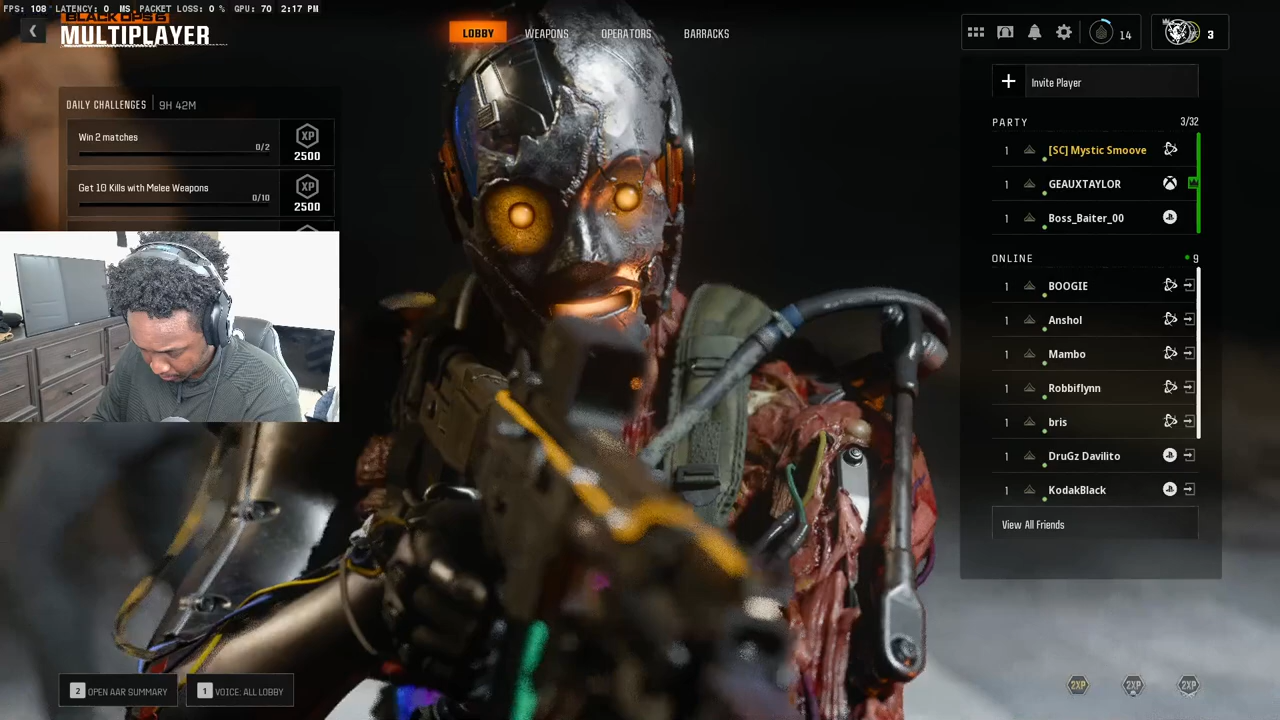 FPS: 108 LATENCY: 0 MS PACKET LOSS: 0 % GPU: 70 2:17 PM
BLACK OPS 6
MULTIPLAYER
LOBBY
WEAPONS
OPERATORS
BARRACKS
14
3
DAILY CHALLENGES 9H 42M
Win 2 matches
0/2
XP
2500
Get 10 Kills with Melee Weapons
0/10
XP
2500
Invite Player
PARTY 3/32
1 [SC] Mystic Smoove
1 GEAUXTAYLOR
1 Boss_Baiter_00
ONLINE 9
1 BOOGIE
1 Anshol
1 Mambo
1 Robbiflynn
1 bris
1 DruGz Davilito
1 KodakBlack
View All Friends
2 OPEN AAR SUMMARY
1 VOICE: ALL LOBBY
2XP 2XP 2XP